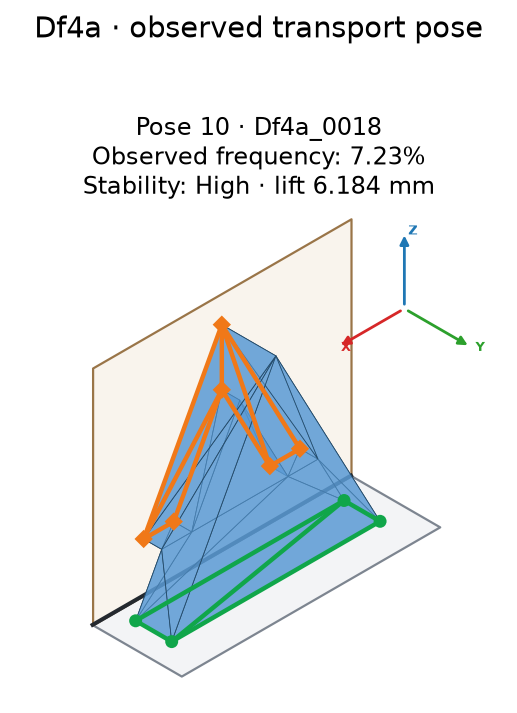 Df4a · observed transport pose
Pose 10 · Df4a_0018
Observed frequency: 7.23%
Stability: High · lift 6.184 mm
Z
X
Y